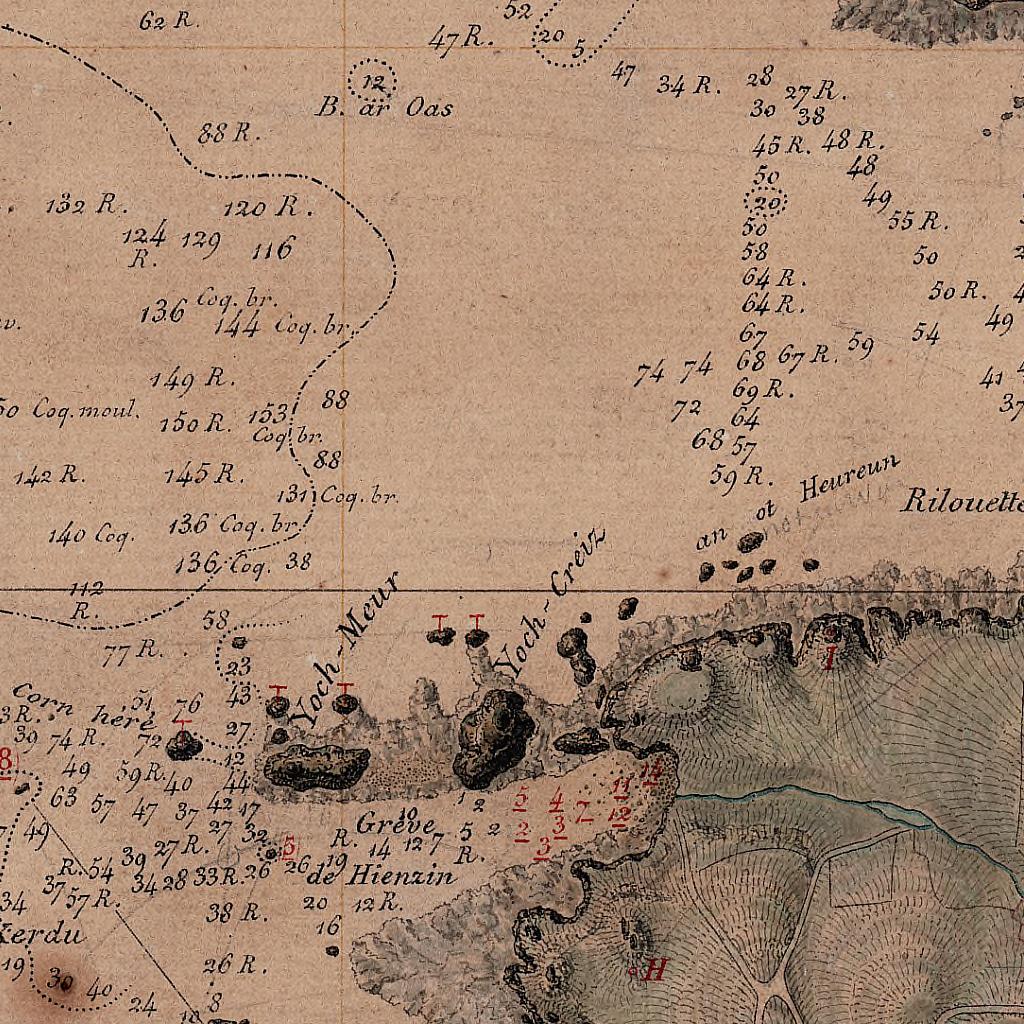 62 R.
52
47 R.
20
5
12
B. ar Oas
47
34 R.
28
27 R.
30
38
88 R.
45 R.
48 R.
50
48
20
49
132 R.
120 R.
50
55 R.
124
R.
129
116
58
50
64 R.
50 R.
136
Coq. br.
144 Coq. br.
64 R.
49
67
54
68
67 R.
59
74
74
149 R.
69 R.
41
37
88
72
64
Coq. moul.
150 R.
153
Coq. br.
68
57
88
142 R.
145 R.
59 R.
131 Coq. br.
an ot Heureun
Rilouette
140 Coq.
136 Coq. br.
136 Coq.
38
112
R.
Yoch-Meur
Yoch-Creiz
58
T
T
77 R.
23
I
Corn here
51
76
43
T
T
39
74 R.
72
T
27
8
49
59 R.
40
12
44
63
57
47
37
42
17
1
2
5
4
7
11
14
49
27
32
5
R.
Grève
10
5
2
2
3
12
39
27 R.
14
12
7
R.
3
R. 54
34
28
33 R.
26
26
19
de Hienzin
37
57 R.
34
38 R.
20
12 R.
Kerdu
16
19
30
40
26 R.
H
24
8